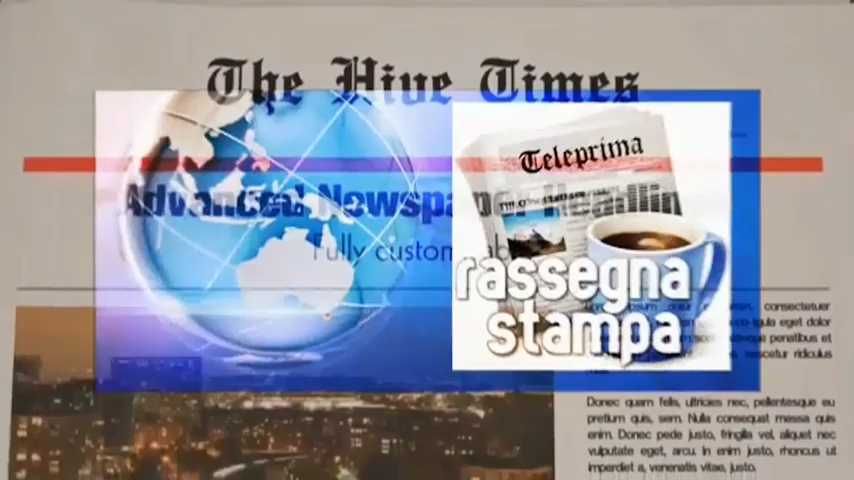 The Hive Times
Teleprima
Advanced Newspaper Headlin
Fully custom
rassegna
stampa
dolor
consectetuer
ligula eget dolor
penatibus et
nascetur ridiculus
Donec quam felis, ultricies nec, pellentesque eu
pretium quis, sem. Nulla consequat massa quis
enim. Donec pede justo, fringilla vel, aliquet nec
vulputate eget, arcu. In enim justo, rhoncus ut
imperdiet a, venenatis vitae, justo.